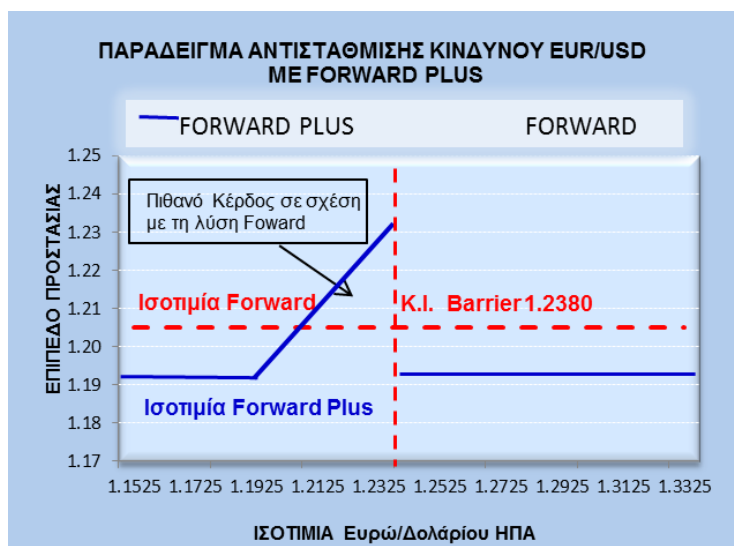 ΠΑΡΑΔΕΙΓΜΑ ΑΝΤΙΣΤΑΘΜΙΣΗΣ ΚΙΝΔΥΝΟΥ EUR/USD
ΜΕ FORWARD PLUS
FORWARD PLUS
FORWARD
ΕΠΙΠΕΔΟ ΠΡΟΣΤΑΣΙΑΣ
1.25
1.24
1.23
1.22
1.21
1.20
1.19
1.18
1.17
Πιθανό Κέρδος σε σχέση
με τη λύση Foward
Ισοτιμία Forward
K.I. Barrier 1.2380
Ισοτιμία Forward Plus
1.1525 1.1725 1.1925 1.2125 1.2325 1.2525 1.2725 1.2925 1.3125 1.3325
ΙΣΟΤΙΜΙΑ Ευρώ/Δολάριου ΗΠΑ